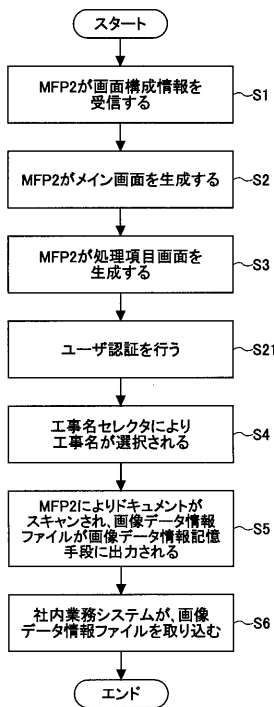 スタート
MFP2が画面構成情報を
受信する
S1
MFP2がメイン画面を生成する
S2
MFP2が処理項目画面を
生成する
S3
ユーザ認証を行う
S21
工事名セレクタにより
工事名が選択される
S4
MFP2によりドキュメントが
スキャンされ、画像データ情報
ファイルが画像データ情報記憶
手段に出力される
S5
社内業務システムが、画像
データ情報ファイルを取り込む
S6
エンド